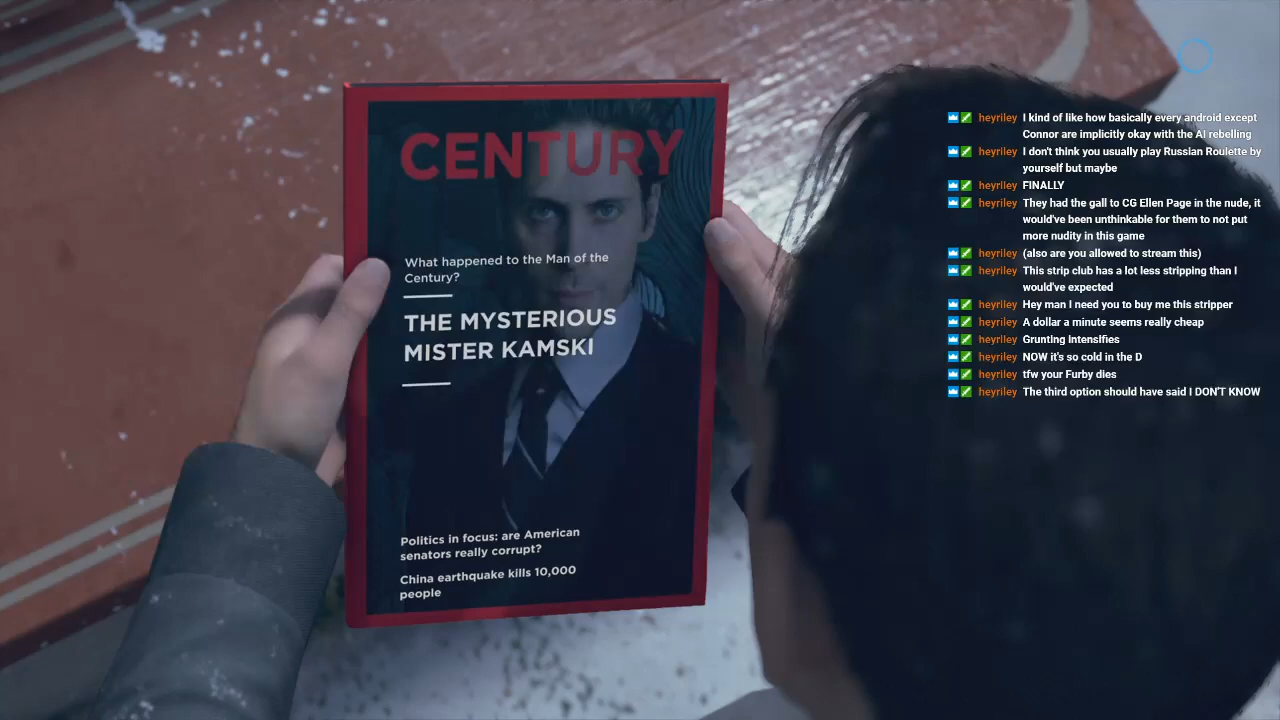 CENTURY
What happened to the Man of the
Century?
THE MYSTERIOUS
MISTER KAMSKI
Politics in focus: are American
senators really corrupt?
China earthquake kills 10,000
people
heyriley I kind of like how basically every android except
Connor are implicitly okay with the AI rebelling
heyriley I don't think you usually play Russian Roulette by
yourself but maybe
heyriley FINALLY
heyriley They had the gall to CG Ellen Page in the nude, it
would've been unthinkable for them to not put
more nudity in this game
heyriley (also are you allowed to stream this)
heyriley This strip club has a lot less stripping than I
would've expected
heyriley Hey man I need you to buy me this stripper
heyriley A dollar a minute seems really cheap
heyriley Grunting Intensifies
heyriley NOW it's so cold in the D
heyriley tfw your Furby dies
heyriley The third option should have said I DON'T KNOW